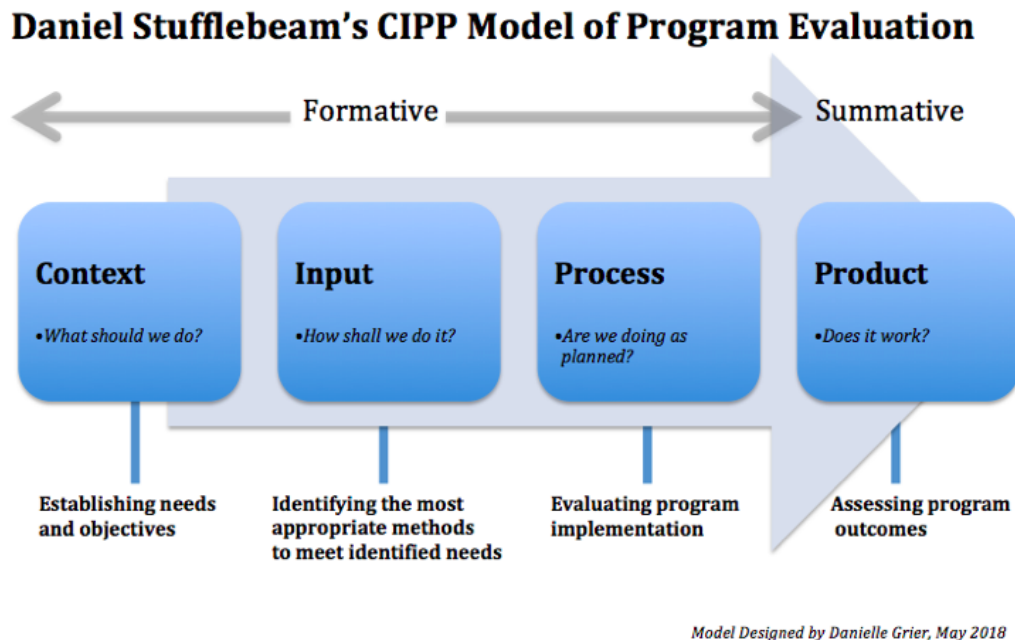 Daniel Stufflebeam's CIPP Model of Program Evaluation
Formative
Summative
Context
•What should we do?
Input
•How shall we do it?
Process
•Are we doing as
planned?
Product
•Does it work?
Establishing needs
and objectives
Identifying the most
appropriate methods
to meet identified needs
Evaluating program
implementation
Assessing program
outcomes
Model Designed by Danielle Grier, May 2018